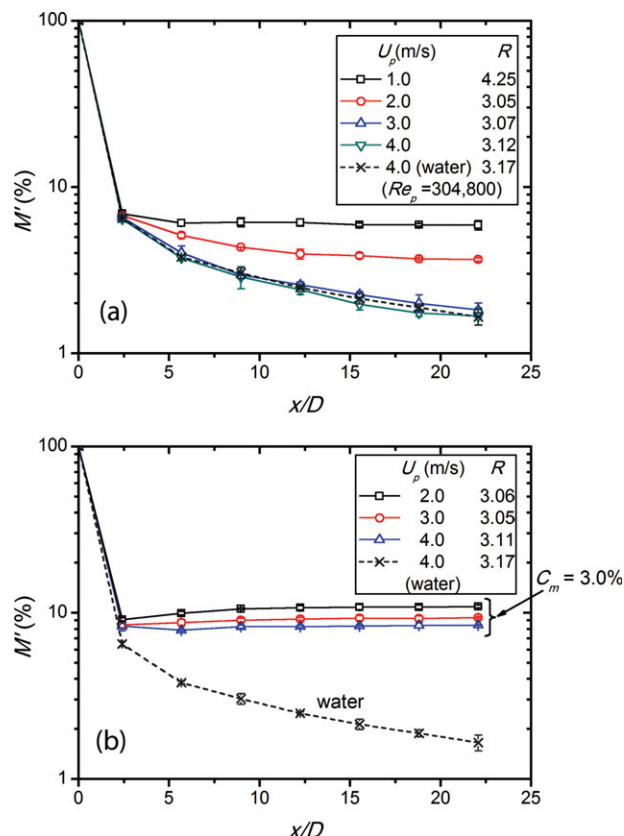 100
10
1
M' (%)
U_p (m/s) R
1.0 4.25
2.0 3.05
3.0 3.07
4.0 3.12
4.0 (water) 3.17
(Re_p = 304,800)
(a)
0 5 10 15 20 25
x/D
100
10
1
M' (%)
U_p (m/s) R
2.0 3.06
3.0 3.05
4.0 3.11
4.0 3.17
(water)
C_m = 3.0%
water
(b)
0 5 10 15 20 25
x/D